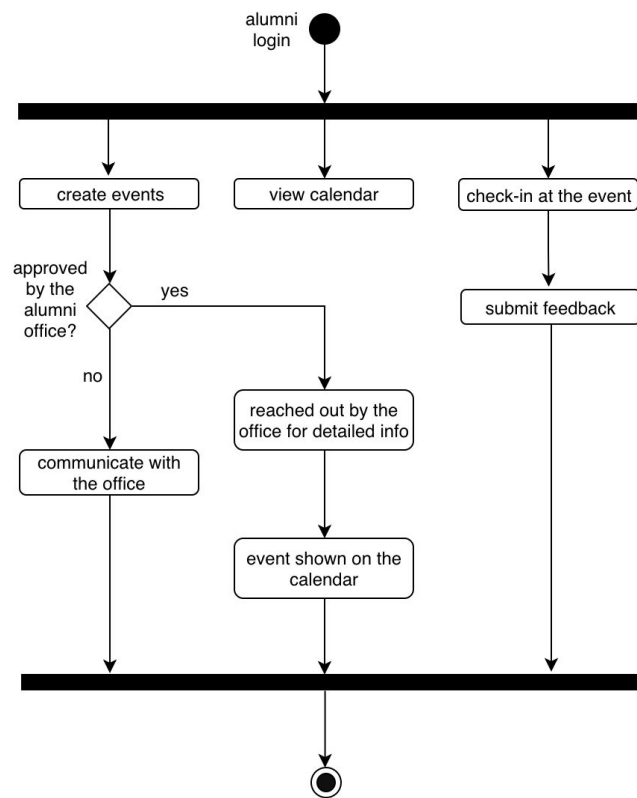 alumni
login
create events
view calendar
check-in at the event
approved
by the
alumni
office?
yes
submit feedback
no
reached out by the
office for detailed info
communicate with
the office
event shown on the
calendar